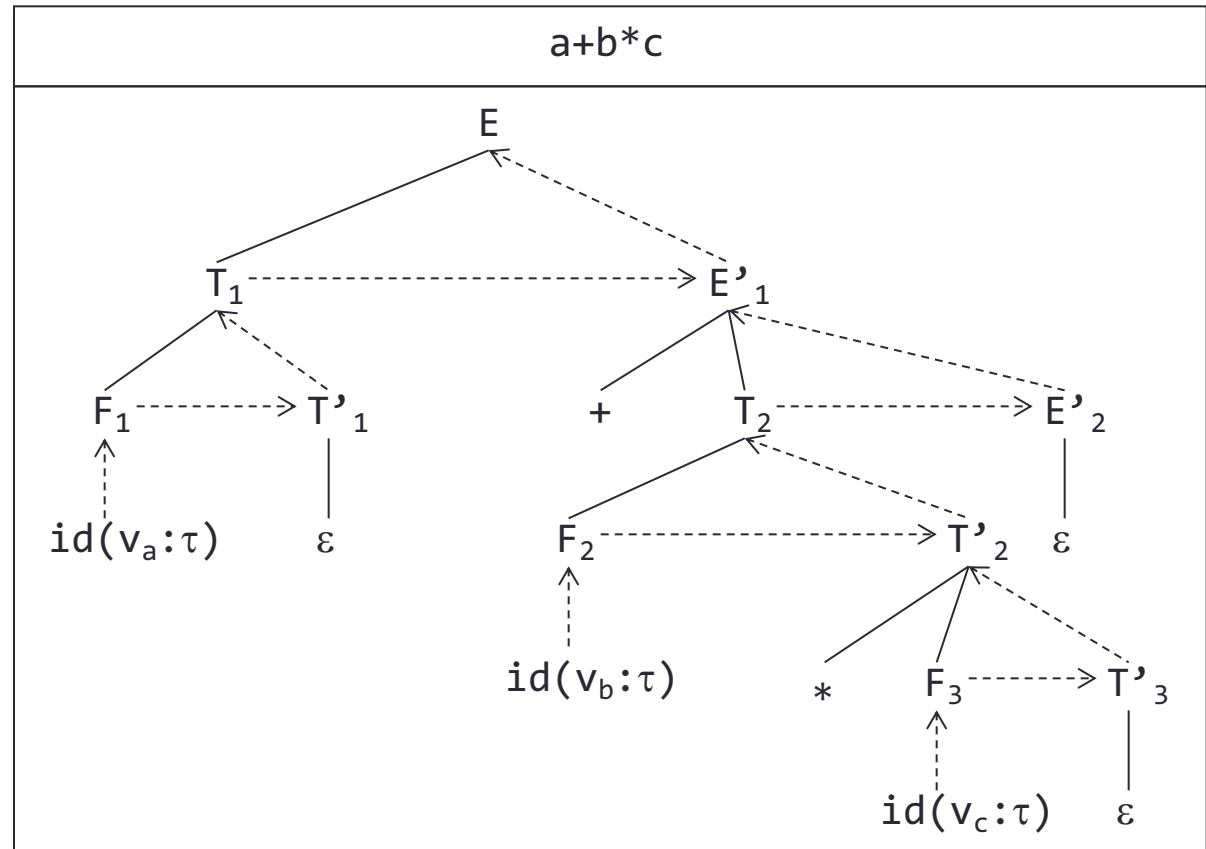 a+b*c
E
T₁ E’₁
F₁ T’₁ + T₂ E’₂
id(vₐ:τ) ε F₂ T’₂ ε
id(v_b:τ) * F₃ T’₃
id(v_c:τ) ε